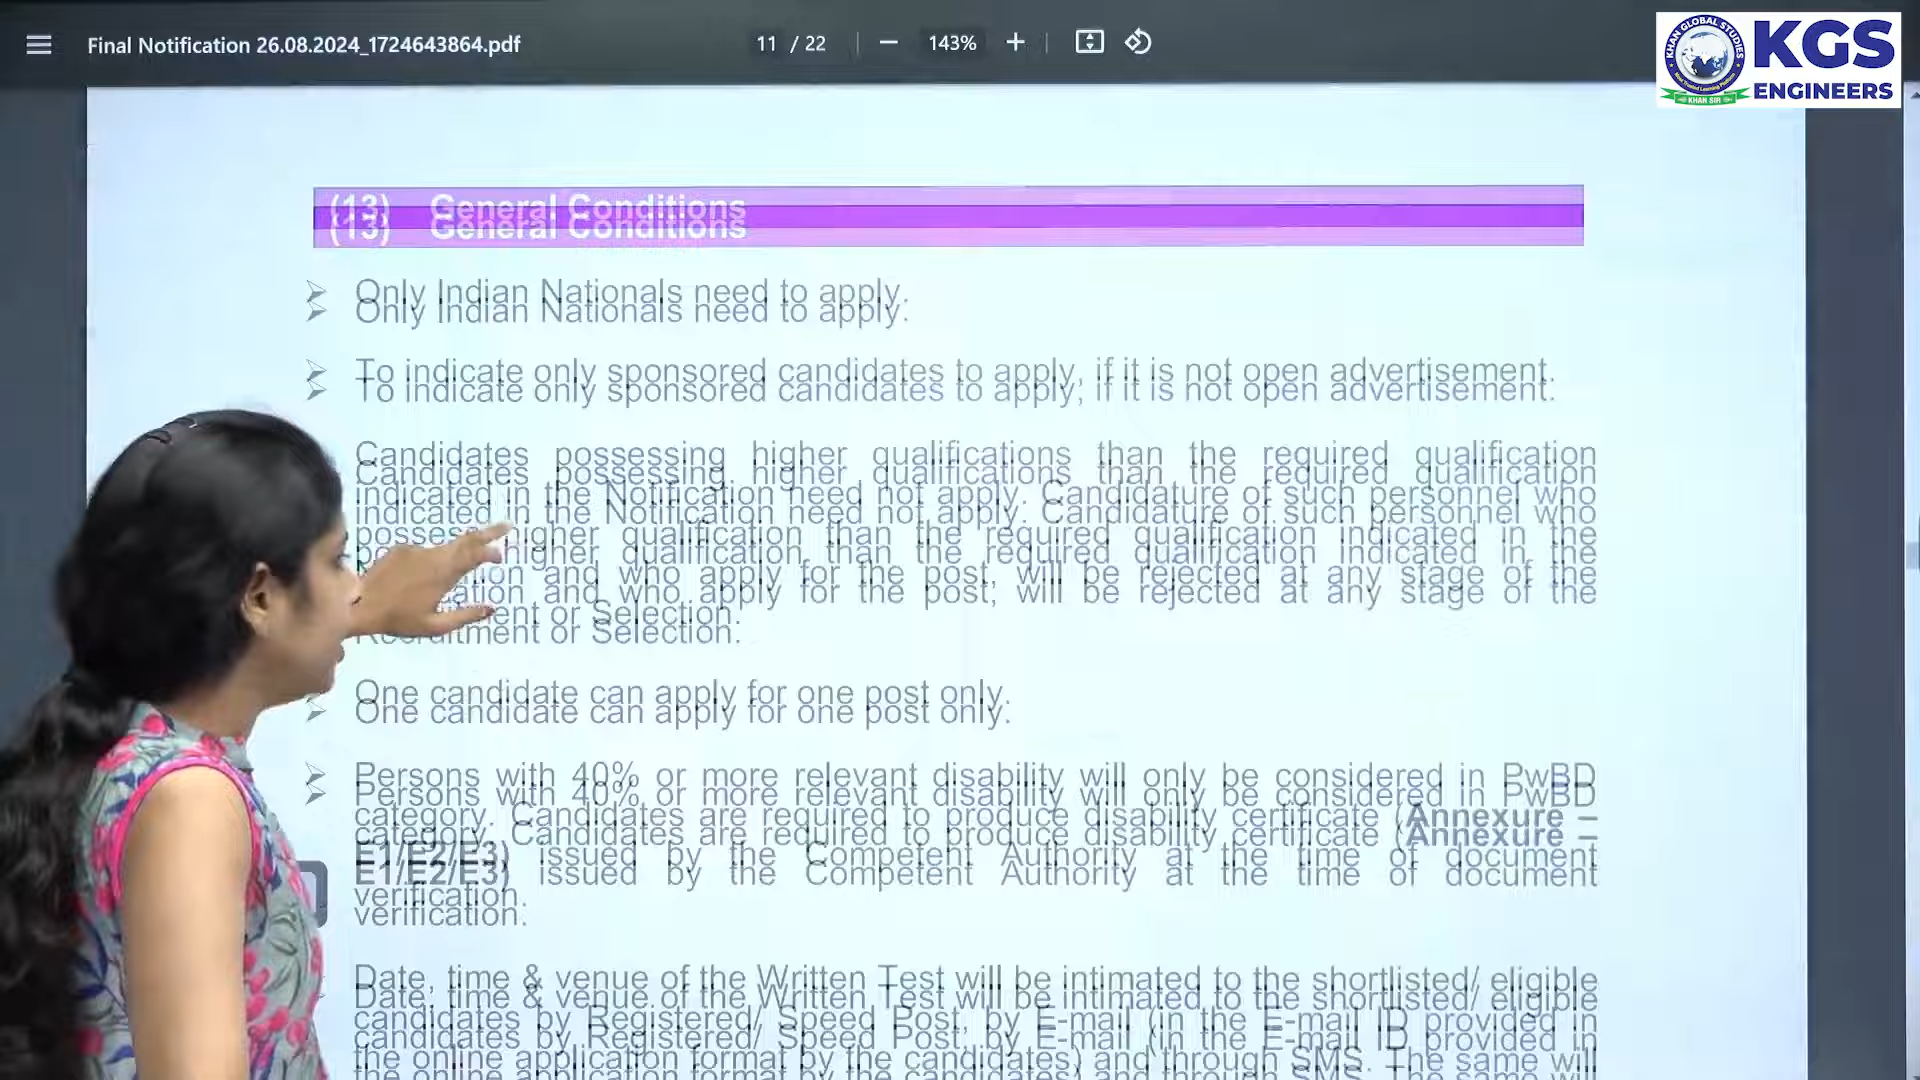 Final Notification 26.08.2024_1724643864.pdf
11 / 22
143%
KHAN GLOBAL STUDIES
KHAN SIR
KGS
ENGINEERS
(13) General Conditions
Only Indian Nationals need to apply.
To indicate only sponsored candidates to apply, if it is not open advertisement.
Candidates possessing higher qualifications than the required qualification
indicated in the Notification need not apply. Candidature of such personnel who
possess higher qualification than the required qualification indicated in the
and who apply for the post, will be rejected at any stage of the
Recruitment or Selection.
One candidate can apply for one post only.
Persons with 40% or more relevant disability will only be considered in PwBD
category. Candidates are required to produce disability certificate (Annexure –
E1/E2/E3) issued by the Competent Authority at the time of document
verification.
Date, time & venue of the Written Test will be intimated to the shortlisted/ eligible
candidates by Registered/ Speed Post, by E-mail (in the E-mail ID provided in
the online application format by the candidates) and through SMS. The same will